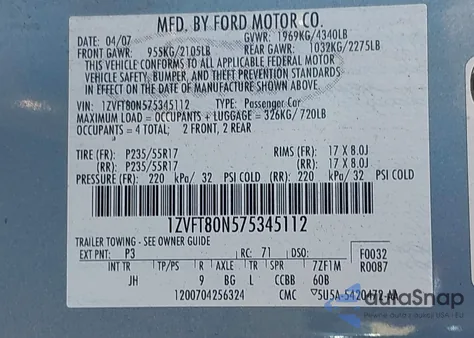 MFD. BY FORD MOTOR CO.
DATE: 04/07 GVWR: 1969KG/4340LB
FRONT GAWR: 955KG/2105LB REAR GAWR: 1032KG/2275LB
THIS VEHICLE CONFORMS TO ALL APPLICABLE FEDERAL MOTOR
VEHICLE SAFETY, BUMPER, AND THEFT PREVENTION STANDARDS
IN EFFECT ON THE DATE OF MANUFACTURE SHOWN ABOVE.
VIN: 1ZVFT80N575345112 TYPE: Passenger Car
MAXIMUM LOAD = OCCUPANTS + LUGGAGE = 326KG/720LB
OCCUPANTS = 4 TOTAL; 2 FRONT, 2 REAR
TIRE (FR): P235/55R17 RIMS (FR): 17 X 8.0J
(RR): P235/55R17 (RR): 17 X 8.0J
PRESSURE (FR): 220 kPa/ 32 PSI COLD (RR): 220 kPa/ 32 PSI COLD
1ZVFT80N575345112
TRAILER TOWING - SEE OWNER GUIDE
EXT PNT: P3 RC: 71 DSO: F0032
INT TR TP/PS R AXLE TR SPR 7ZF1M R0087
JH 9 BG L CCBB 60B
1200704256324 CMC ▽5U5A-5420472-AA
autoSnap